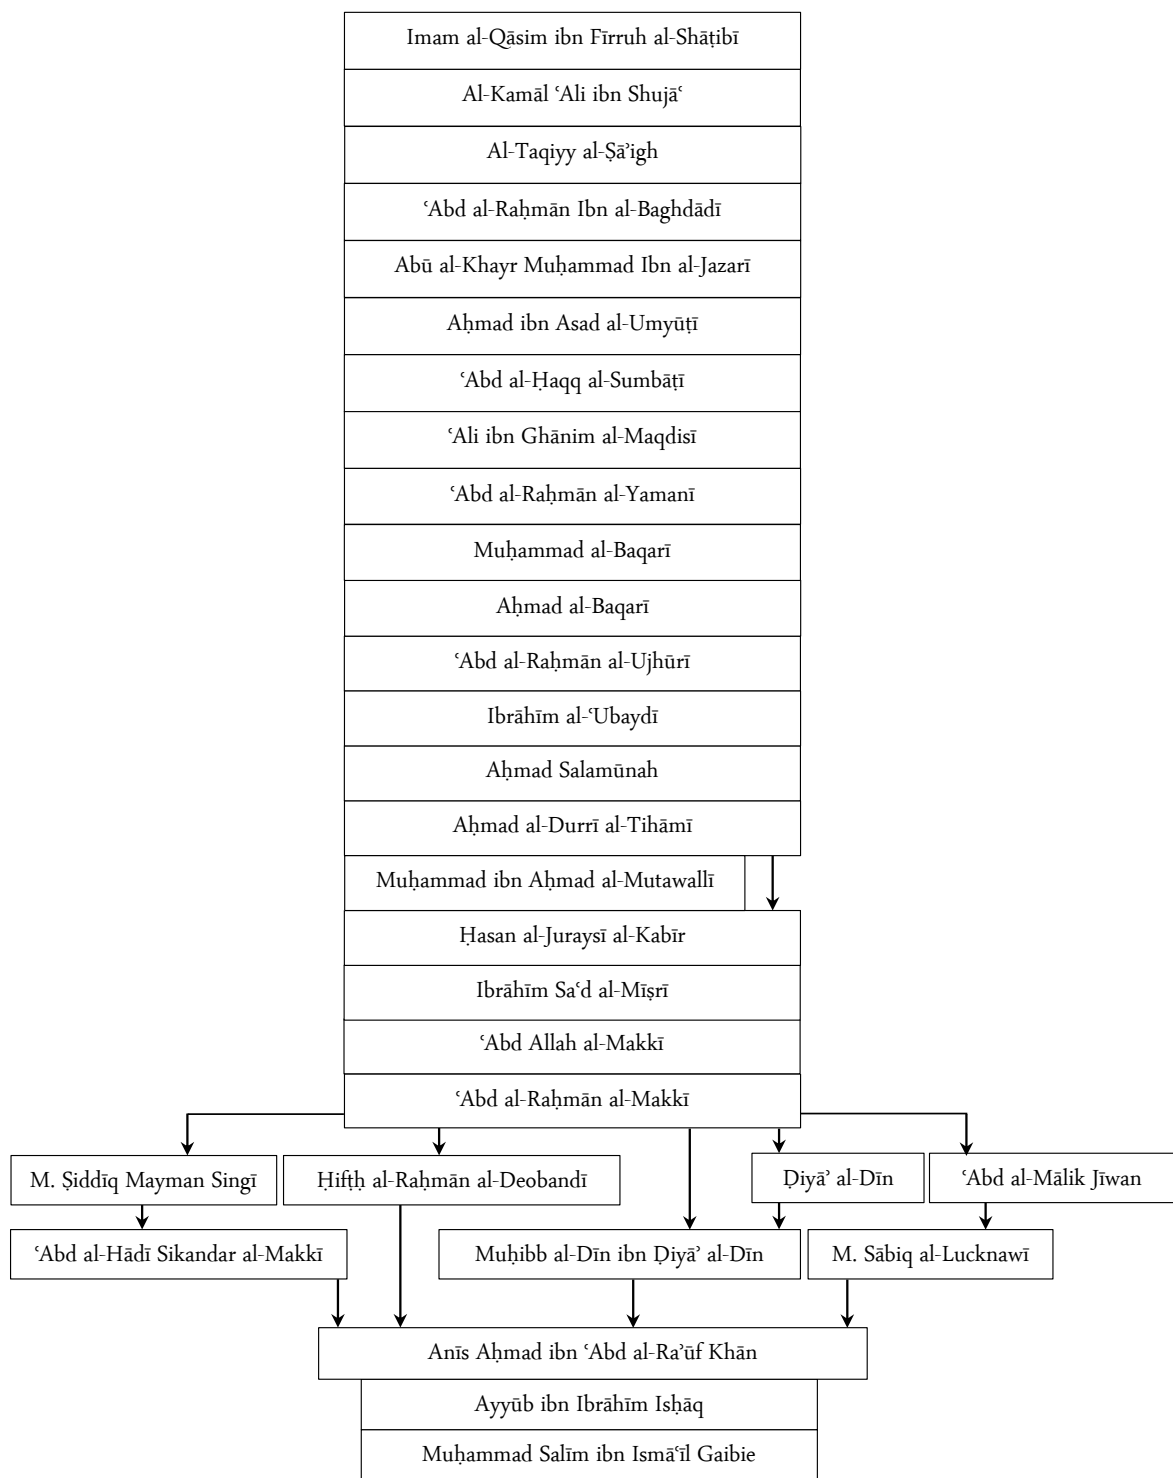 Imam al-Qāsim ibn Fīrruh al-Shāṭibī
Al-Kamāl ʿAli ibn Shujāʿ
Al-Taqiyy al-Ṣāʾigh
ʿAbd al-Raḥmān Ibn al-Baghdādī
Abū al-Khayr Muḥammad Ibn al-Jazarī
Aḥmad ibn Asad al-Umyūṭī
ʿAbd al-Ḥaqq al-Sumbāṭī
ʿAli ibn Ghānim al-Maqdisī
ʿAbd al-Raḥmān al-Yamanī
Muḥammad al-Baqarī
Aḥmad al-Baqarī
ʿAbd al-Raḥmān al-Ujhūrī
Ibrāhīm al-ʿUbaydī
Aḥmad Salamūnah
Aḥmad al-Durrī al-Tihāmī
Muḥammad ibn Aḥmad al-Mutawallī
Ḥasan al-Juraysī al-Kabīr
Ibrāhīm Saʿd al-Mīṣrī
ʿAbd Allah al-Makkī
ʿAbd al-Raḥmān al-Makkī
M. Ṣiddīq Mayman Singī
Ḥifṭḥ al-Raḥmān al-Deobandī
Ḍiyāʾ al-Dīn
ʿAbd al-Mālik Jīwan
ʿAbd al-Hādī Sikandar al-Makkī
Muḥibb al-Dīn ibn Ḍiyāʾ al-Dīn
M. Sābiq al-Lucknawī
Anīs Aḥmad ibn ʿAbd al-Raʾūf Khān
Ayyūb ibn Ibrāhīm Isḥāq
Muḥammad Salīm ibn Ismāʿīl Gaibie